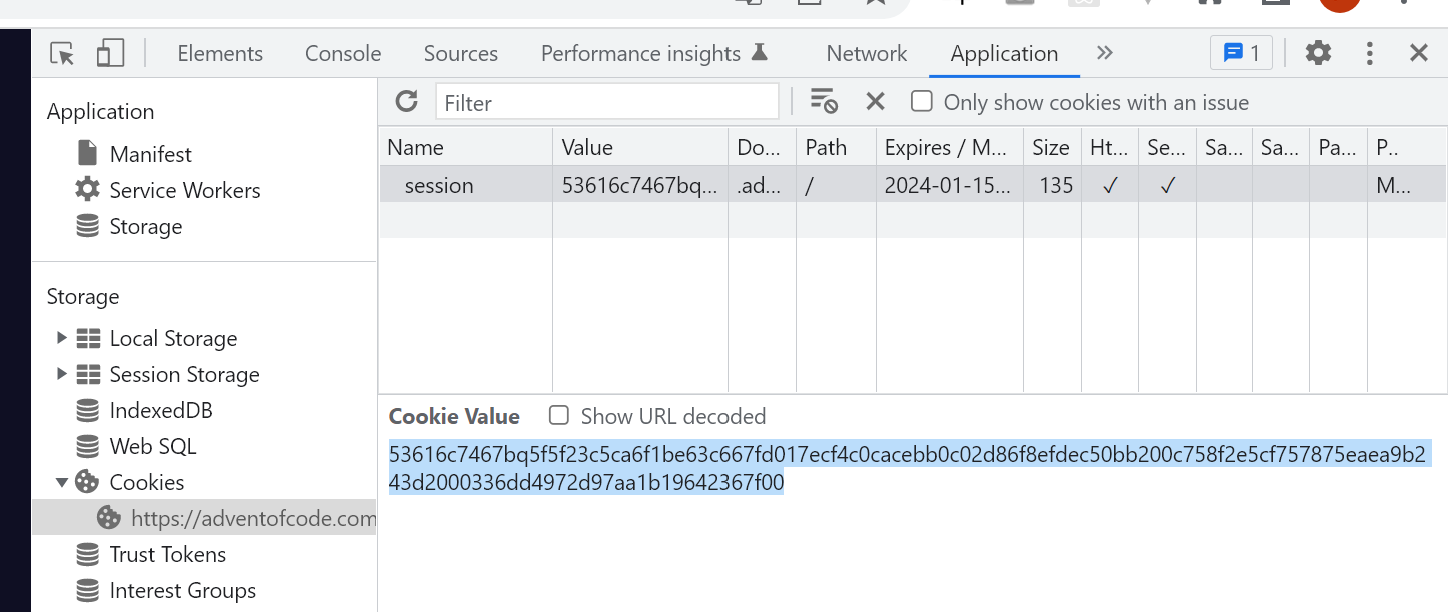 Elements Console Sources Performance insights Network Application 1
Application
Manifest
Service Workers
Storage
Storage
Local Storage
Session Storage
IndexedDB
Web SQL
Cookies
https://adventofcode.com
Trust Tokens
Interest Groups
Filter Only show cookies with an issue
Name Value Do... Path Expires / M... Size Ht... Se... Sa... Sa... Pa... P..
session 53616c7467bq... .ad... / 2024-01-15... 135 ✓ ✓ M...
Cookie Value Show URL decoded
53616c7467bq5f5f23c5ca6f1be63c667fd017ecf4c0cacebb0c02d86f8efdec50bb200c758f2e5cf757875eaea9b2
43d2000336dd4972d97aa1b19642367f00